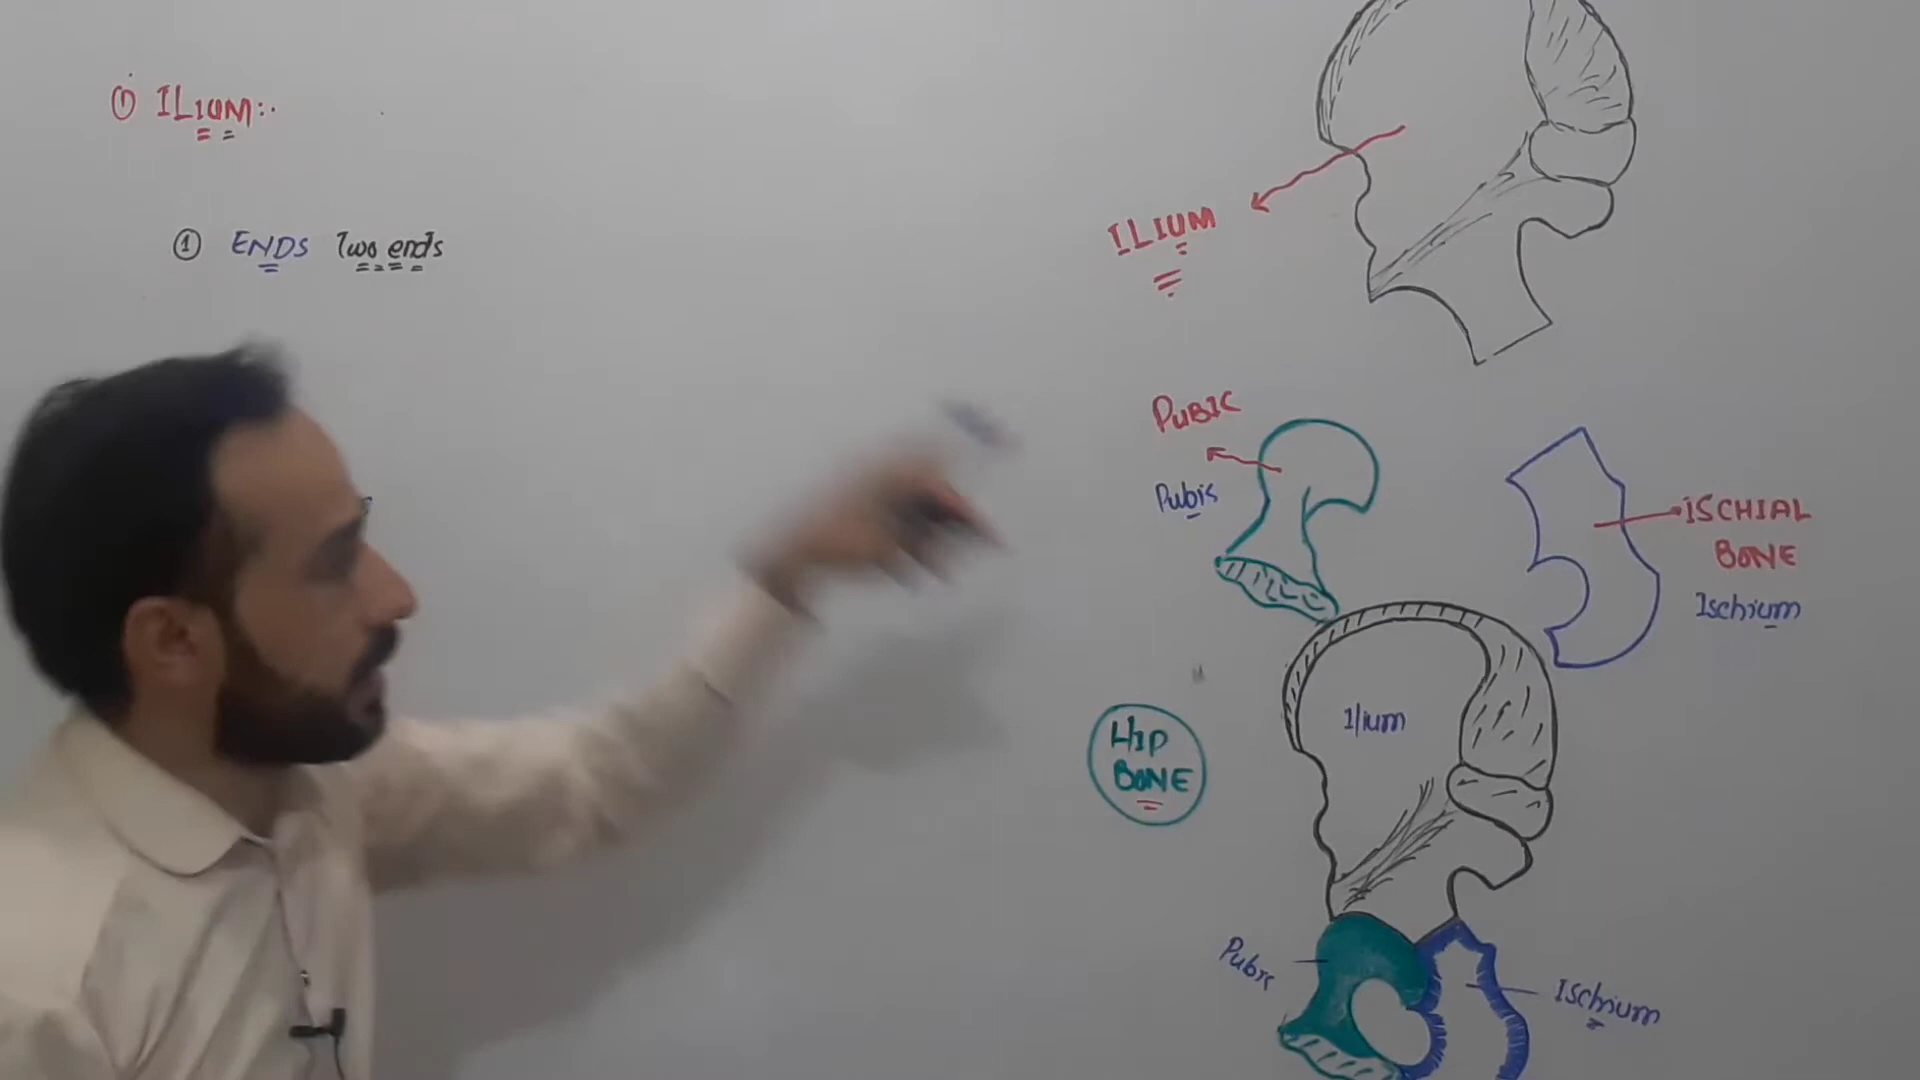 ① ILIUM:.
① ENDS Two ends
ILIUM
PUBIC
Pubis
ISCHIAL
BONE
Ischium
HIP
BONE
Ilium
Pubic
Ischium